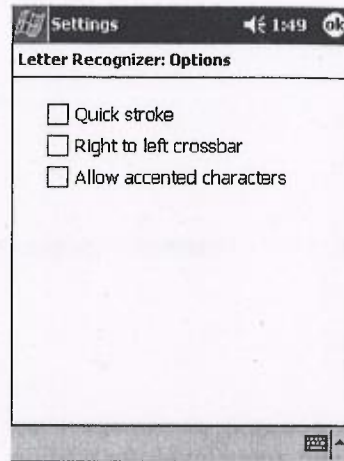 Settings 1:49 ok
Letter Recognizer: Options
Quick stroke
Right to left crossbar
Allow accented characters